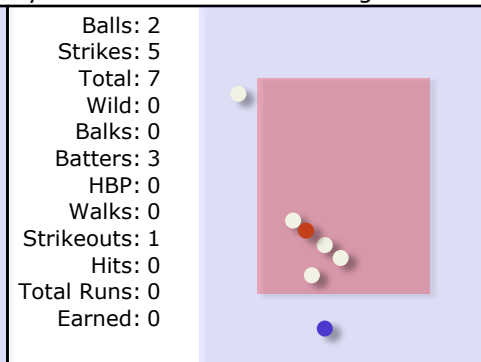 Balls: 2
Strikes: 5
Total: 7
Wild: 0
Balks: 0
Batters: 3
HBP: 0
Walks: 0
Strikeouts: 1
Hits: 0
Total Runs: 0
Earned: 0